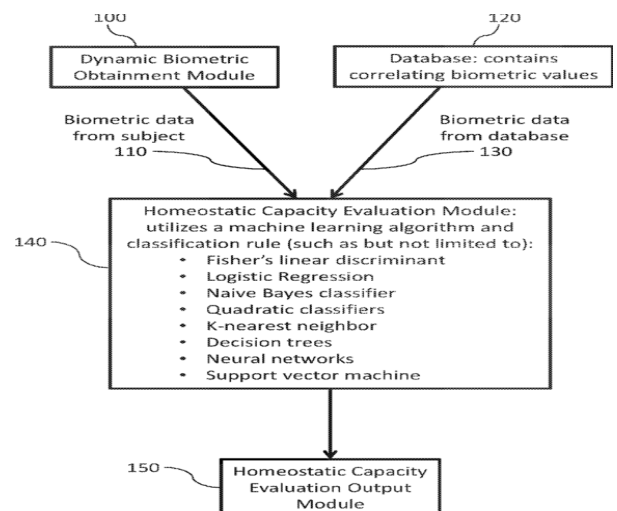 100
Dynamic Biometric
Obtainment Module
120
Database: contains
correlating biometric values
Biometric data
from subject
110
Biometric data
from database
130
140
Homeostatic Capacity Evaluation Module:
utilizes a machine learning algorithm and
classification rule (such as but not limited to):
• Fisher's linear discriminant
• Logistic Regression
• Naive Bayes classifier
• Quadratic classifiers
• K-nearest neighbor
• Decision trees
• Neural networks
• Support vector machine
150
Homeostatic Capacity
Evaluation Output
Module